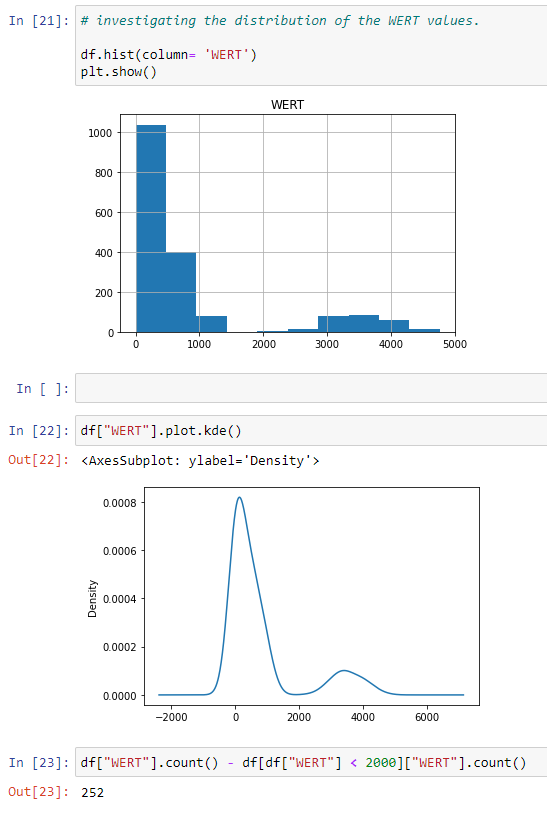 In [21]: # investigating the distribution of the WERT values.
df.hist(column= 'WERT')
plt.show()
WERT
1000
800
600
400
200
0
0 1000 2000 3000 4000 5000
In [ ]:
In [22]: df["WERT"].plot.kde()
Out[22]: <AxesSubplot: ylabel='Density'>
0.0008
0.0006
0.0004
0.0002
0.0000
Density
−2000 0 2000 4000 6000
In [23]: df["WERT"].count() - df[df["WERT"] < 2000]["WERT"].count()
Out[23]: 252